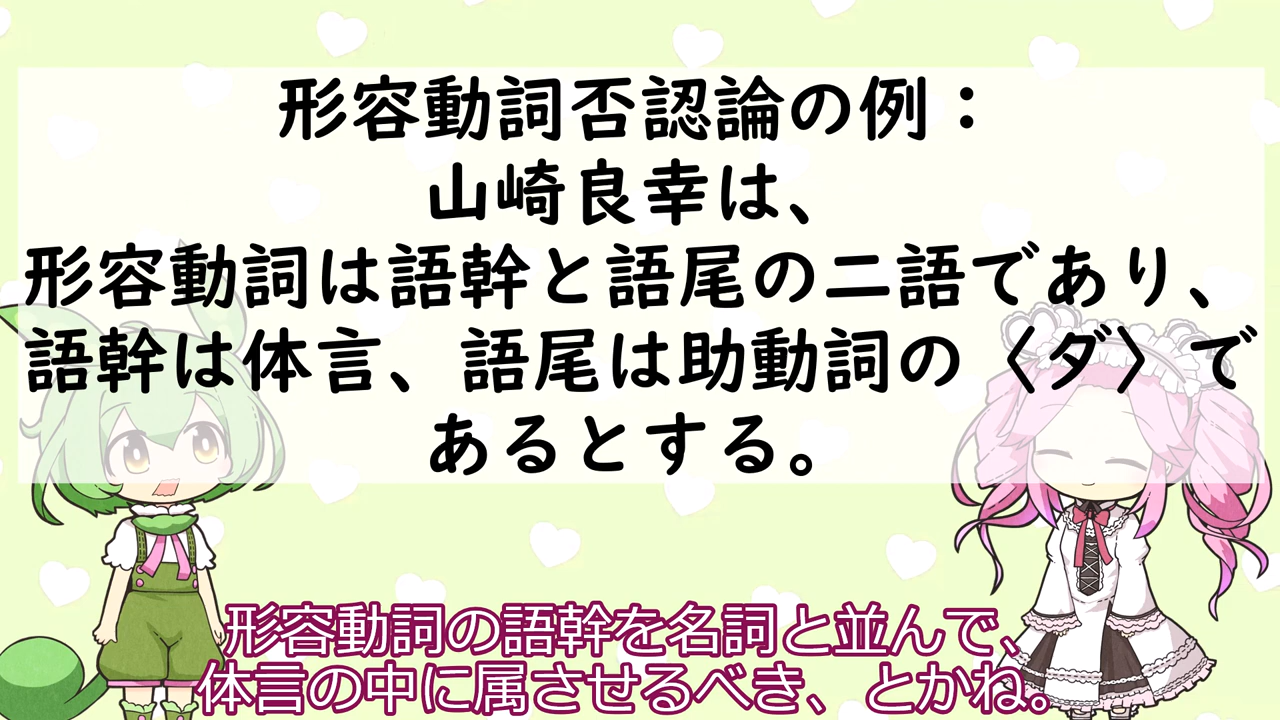 形容動詞否認論の例：
山崎良幸は、
形容動詞は語幹と語尾の二語であり、
語幹は体言、語尾は助動詞の〈ダ〉で
あるとする。
形容動詞の語幹を名詞と並んで、
体言の中に属させるべき、とかね。